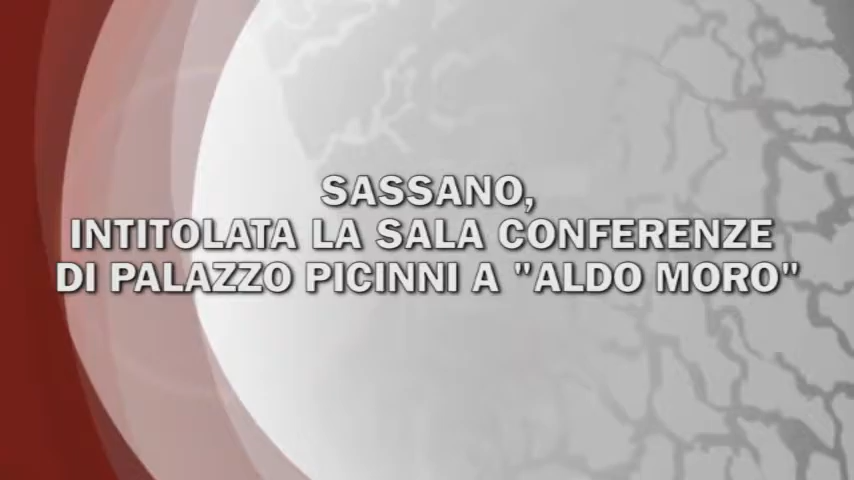 SASSANO,
INTITOLATA LA SALA CONFERENZE
DI PALAZZO PICINNI A "ALDO MORO"